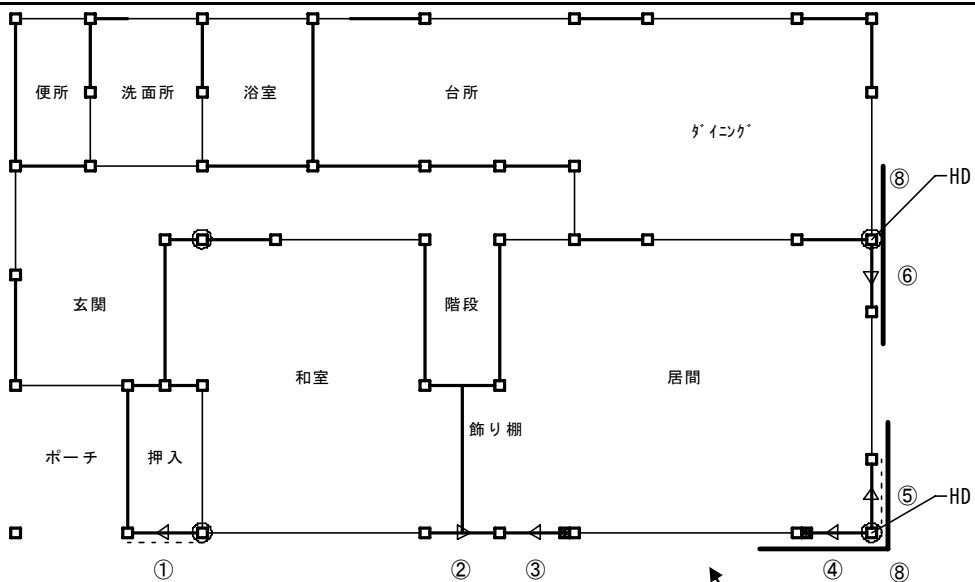 便所
洗面所
浴室
台所
ﾀﾞｲﾆﾝｸﾞ
⑧
HD
玄関
階段
⑥
和室
居間
飾り棚
ポーチ
押入
⑤
HD
①
②
③
④
⑧